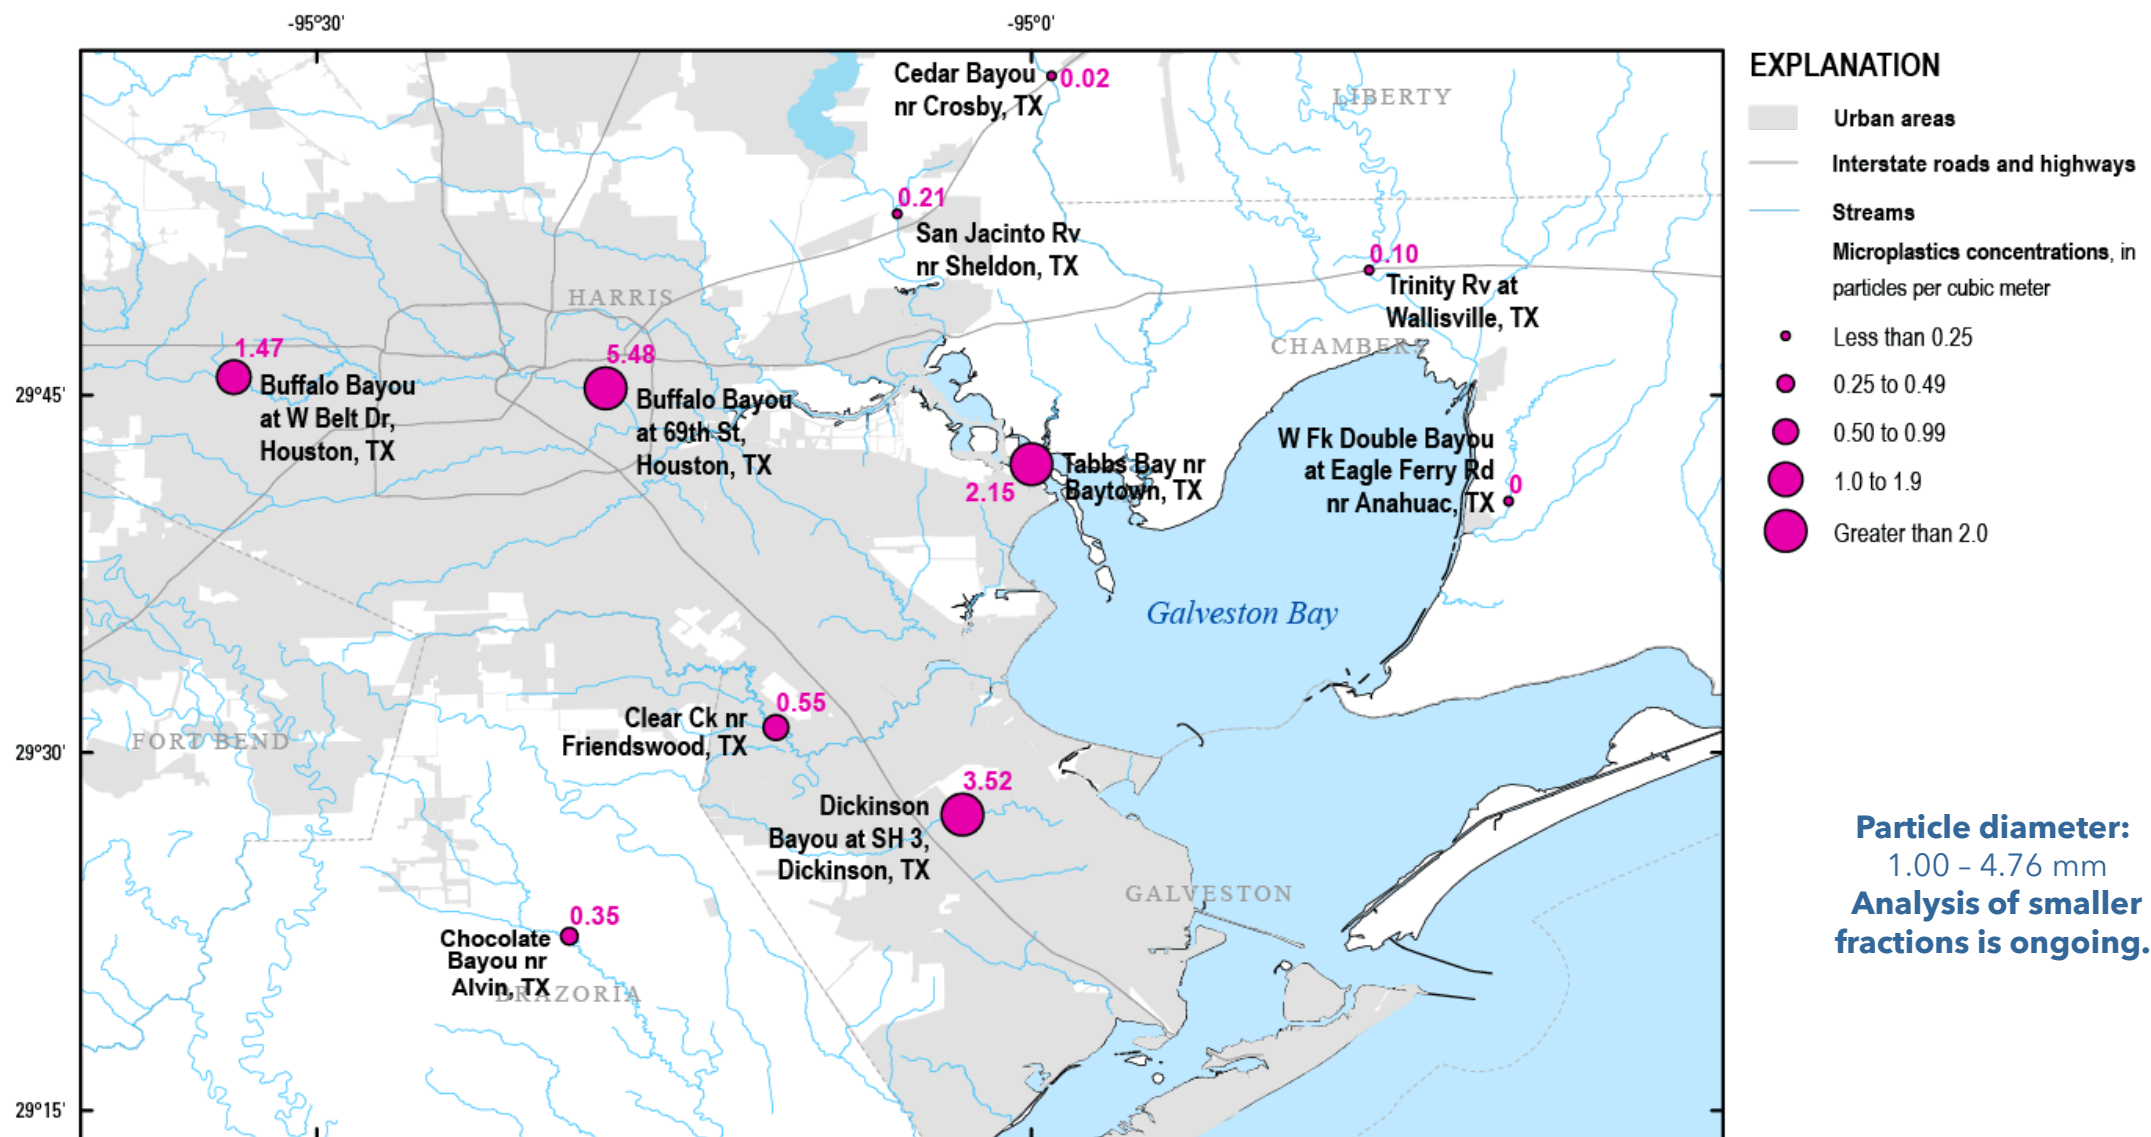 -95°30'
-95°0'
Cedar Bayou
nr Crosby, TX
0.02
LIBERTY
0.21
San Jacinto Rv
nr Sheldon, TX
0.10
Trinity Rv at
Wallisville, TX
HARRIS
CHAMBERS
1.47
Buffalo Bayou
at W Belt Dr,
Houston, TX
5.48
Buffalo Bayou
at 69th St,
Houston, TX
29°45'
Tabbs Bay nr
Baytown, TX
2.15
W Fk Double Bayou
at Eagle Ferry Rd
nr Anahuac, TX
0
Galveston Bay
0.55
Clear Ck nr
Friendswood, TX
FORT BEND
29°30'
3.52
Dickinson
Bayou at SH 3,
Dickinson, TX
GALVESTON
0.35
Chocolate
Bayou nr
Alvin, TX
BRAZORIA
29°15'
EXPLANATION
Urban areas
Interstate roads and highways
Streams
Microplastics concentrations, in
particles per cubic meter
Less than 0.25
0.25 to 0.49
0.50 to 0.99
1.0 to 1.9
Greater than 2.0
Particle diameter:
1.00 – 4.76 mm
Analysis of smaller
fractions is ongoing.